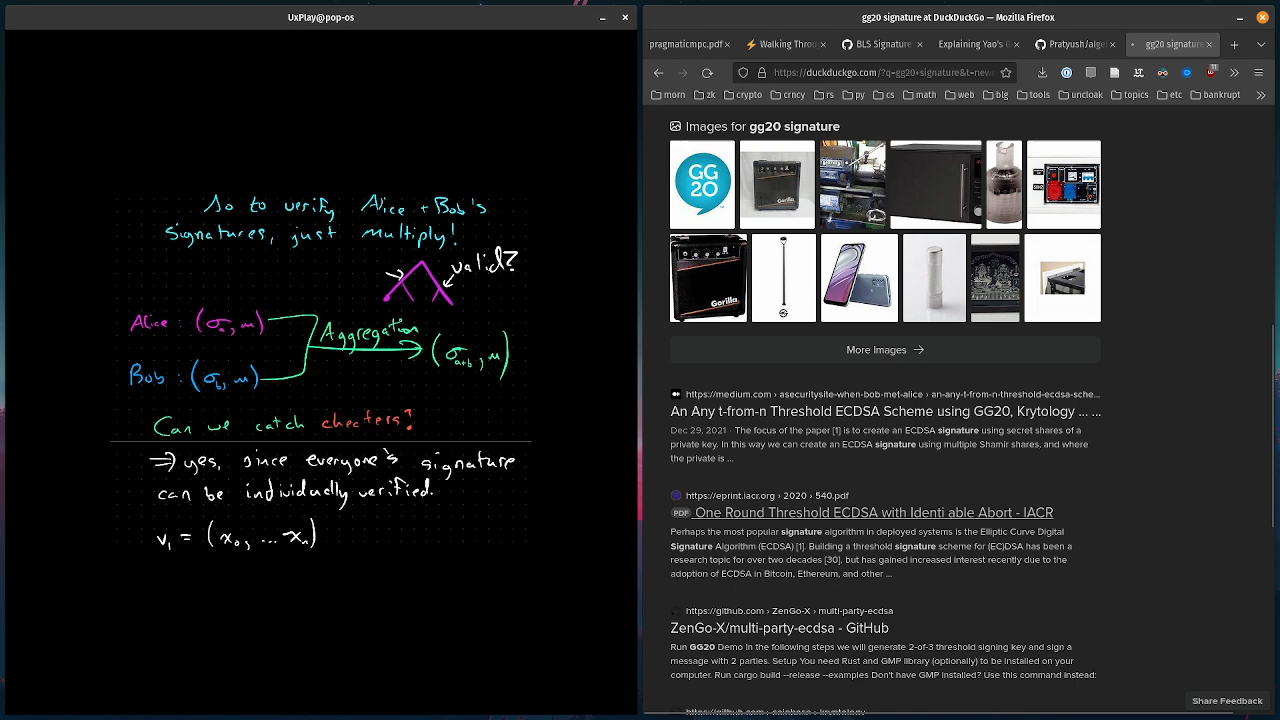 UxPlay@pop-os
So to verify Alice + Bob's
signatures, just multiply!
valid?
Alice : (σa, m)
Aggregation
(σa+b, m)
Bob : (σb, m)
Can we catch cheaters?
⇒ yes, since everyone's signature
can be individually verified.
v1 = (x0, ... xn)
gg20 signature at DuckDuckGo — Mozilla Firefox
pragmaticmpc.pdf
Walking Throu
BLS Signature
Explaining Yao's G
Pratyush/alge
gg20 signature
https://duckduckgo.com/?q=gg20+signature&t=new
11
morn zk crypto crncy rs py cs math web blg tools uncloak topics etc bankrupt
Images for gg20 signature
GG
20
Gorilla
Gorilla
More Images →
https://medium.com › asecuritysite-when-bob-met-alice › an-any-t-from-n-threshold-ecdsa-sche...
An Any t-from-n Threshold ECDSA Scheme using GG20, Krytology ... ...
Dec 29, 2021 · The focus of the paper [1] is to create an ECDSA signature using secret shares of a
private key. In this way we can create an ECDSA signature using multiple Shamir shares, and where
the private is ...
https://eprint.iacr.org › 2020 › 540.pdf
PDF One Round Threshold ECDSA with Identi able Abort - IACR
Perhaps the most popular signature algorithm in deployed systems is the Elliptic Curve Digital
Signature Algorithm (ECDSA) [1]. Building a threshold signature scheme for (EC)DSA has been a
research topic for over two decades [30], but has gained increased interest recently due to the
adoption of ECDSA in Bitcoin, Ethereum, and other ...
https://github.com › ZenGo-X › multi-party-ecdsa
ZenGo-X/multi-party-ecdsa - GitHub
Run GG20 Demo In the following steps we will generate 2-of-3 threshold signing key and sign a
message with 2 parties. Setup You need Rust and GMP library (optionally) to be installed on your
computer. Run cargo build --release --examples Don't have GMP installed? Use this command instead:
https://github.com › coinbase › kryptology
Share Feedback